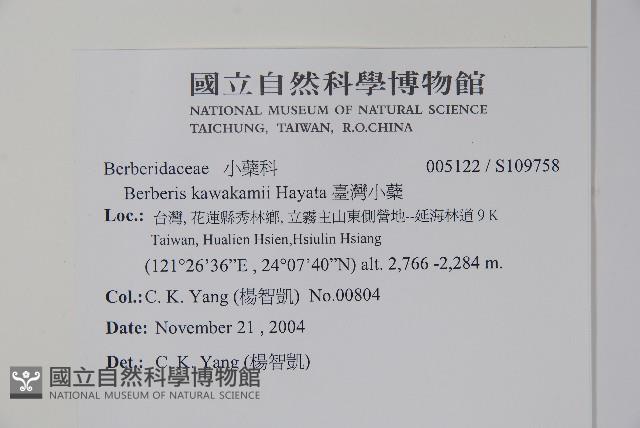 國立自然科學博物館
NATIONAL MUSEUM OF NATURAL SCIENCE
TAICHUNG, TAIWAN, R.O.CHINA
Berberidaceae 小蘗科 005122 / S109758
Berberis kawakamii Hayata 臺灣小蘗
Loc.: 台灣, 花蓮縣秀林鄉, 立霧主山東側營地--延海林道 9 K
Taiwan, Hualien Hsien,Hsiulin Hsiang
(121°26'36”E , 24°07'40”N) alt. 2,766 -2,284 m.
Col.: C. K. Yang (楊智凱) No.00804
Date: November 21 , 2004
Det.: C. K. Yang (楊智凱)
國立自然科學博物館
NATIONAL MUSEUM OF NATURAL SCIENCE